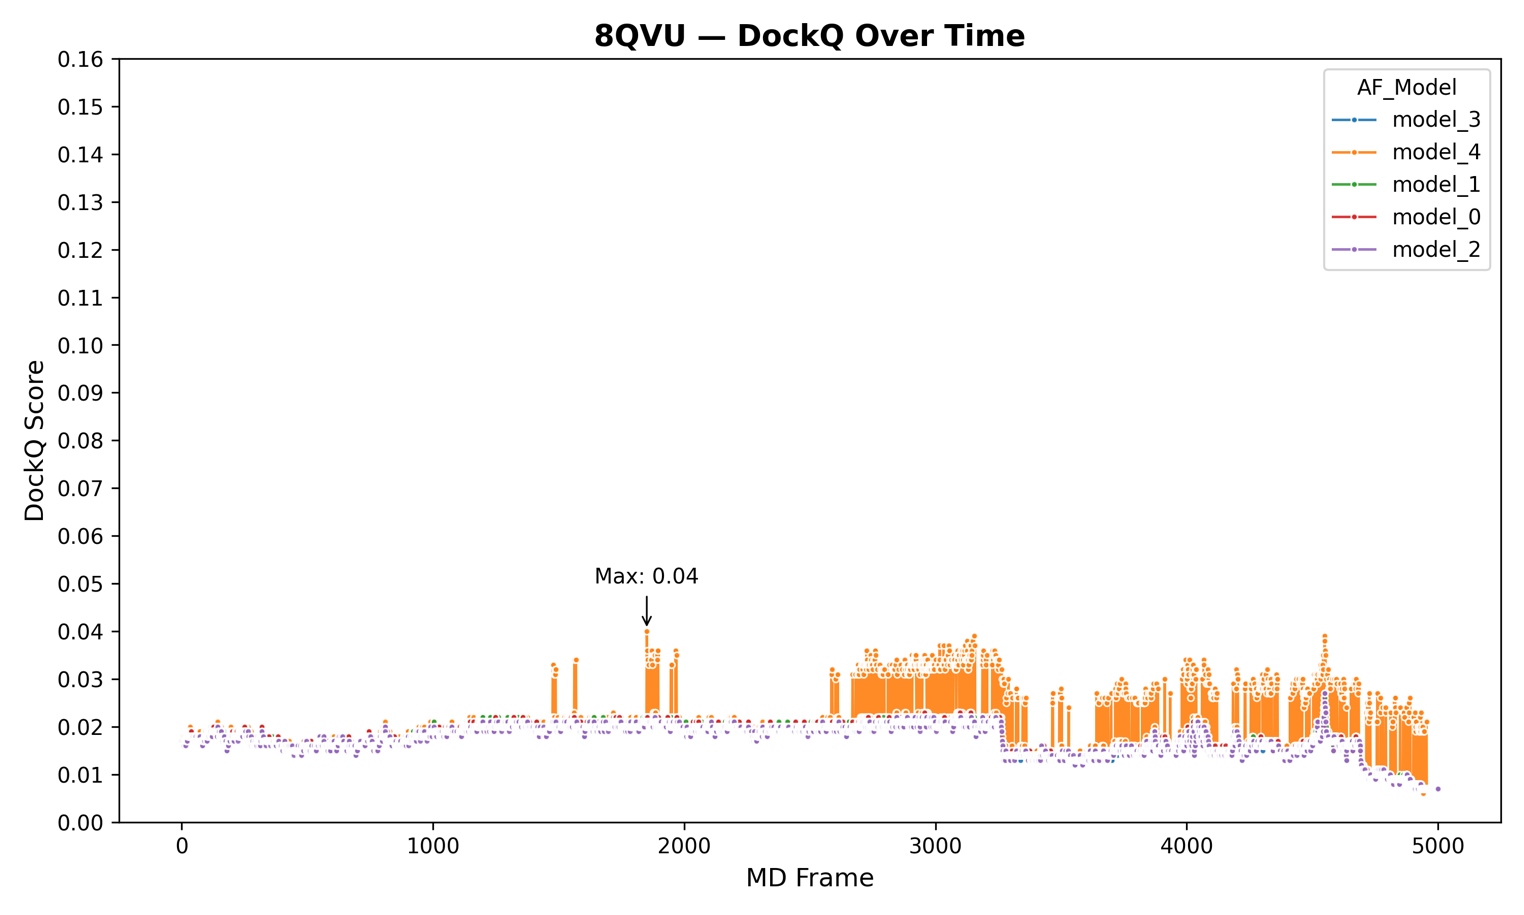 8QVU — DockQ Over Time
0.16
0.15
0.14
0.13
0.12
0.11
0.10
0.09
0.08
0.07
0.06
0.05
0.04
0.03
0.02
0.01
0.00
DockQ Score
AF_Model
model_3
model_4
model_1
model_0
model_2
Max: 0.04
0
1000
2000
3000
4000
5000
MD Frame